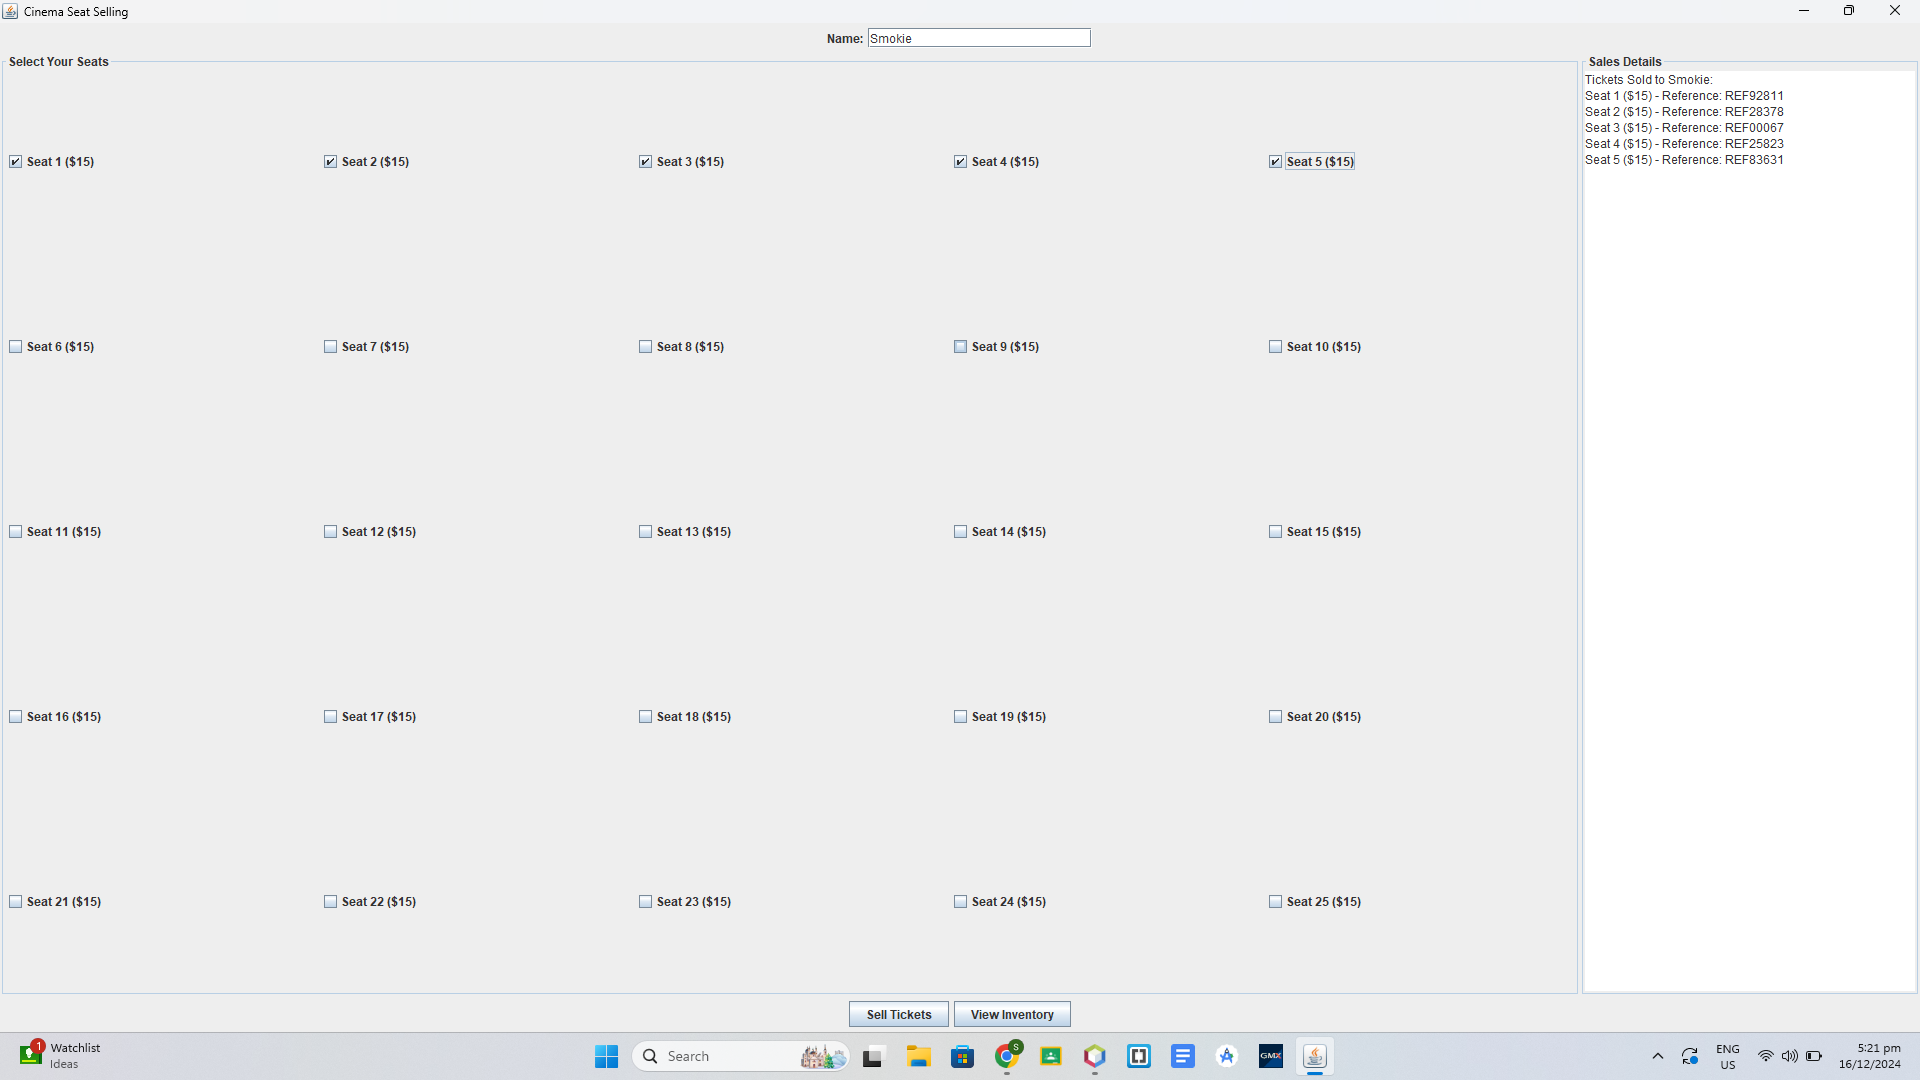 Cinema Seat Selling
Name: Smokie
Select Your Seats
Seat 1 ($15) Seat 2 ($15) Seat 3 ($15) Seat 4 ($15) Seat 5 ($15)
Seat 6 ($15) Seat 7 ($15) Seat 8 ($15) Seat 9 ($15) Seat 10 ($15)
Seat 11 ($15) Seat 12 ($15) Seat 13 ($15) Seat 14 ($15) Seat 15 ($15)
Seat 16 ($15) Seat 17 ($15) Seat 18 ($15) Seat 19 ($15) Seat 20 ($15)
Seat 21 ($15) Seat 22 ($15) Seat 23 ($15) Seat 24 ($15) Seat 25 ($15)
Sales Details
Tickets Sold to Smokie:
Seat 1 ($15) - Reference: REF92811
Seat 2 ($15) - Reference: REF28378
Seat 3 ($15) - Reference: REF00067
Seat 4 ($15) - Reference: REF25823
Seat 5 ($15) - Reference: REF83631
Sell Tickets View Inventory
1
Watchlist
Ideas
Search
S
GMX
ENG
US
5:21 pm
16/12/2024